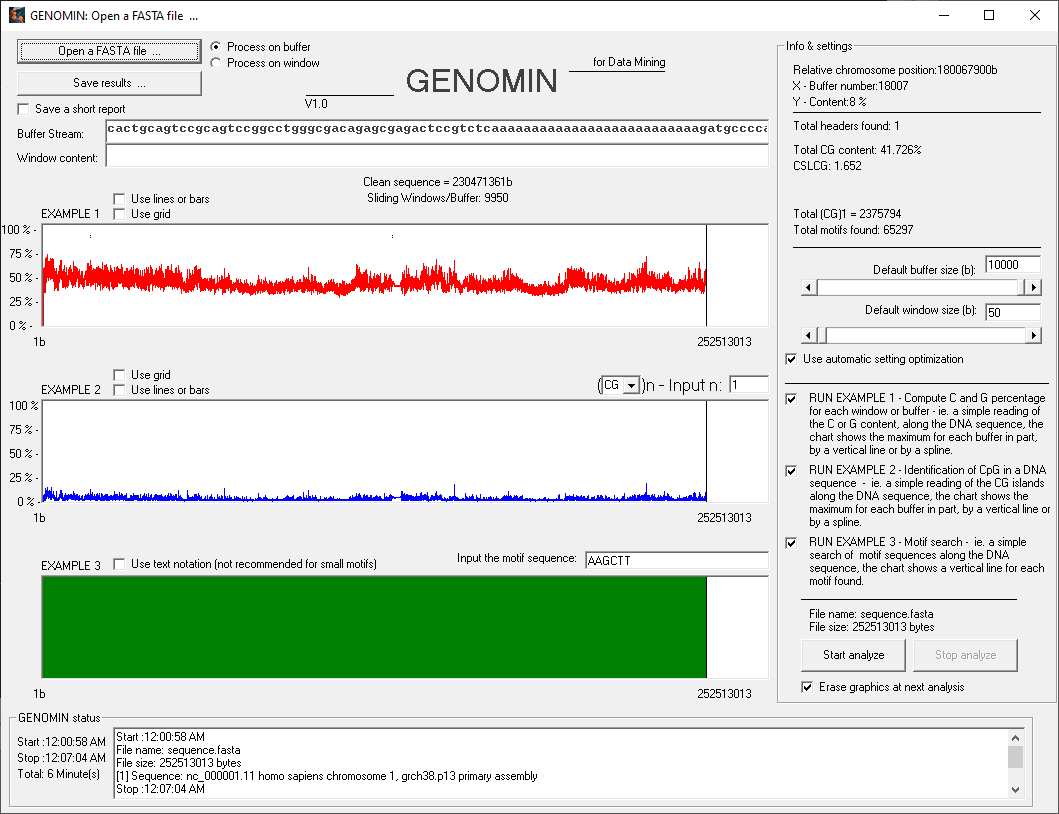 GENOMIN: Open a FASTA file ...
Open a FASTA file ...
Process on buffer
Process on window
Save results ...
Save a short report
V1.0
GENOMIN
for Data Mining
Buffer Stream:
cactgcagtccgcagtccggcctgggcgacagagcgagactccgtctcaaaaaaaaaaaaaaaaaaaaaaaaaagatgcccca
Window content:
Clean sequence = 230471361b
Sliding Windows/Buffer: 9950
Use lines or bars
EXAMPLE 1
Use grid
100 % -
75 % -
50 % -
25 % -
0 % -
1b
252513013
Use grid
EXAMPLE 2
Use lines or bars
(CG)n - Input n: 1
100 %
75 % -
50 % -
25 % -
0 % -
1b
252513013
EXAMPLE 3
Use text notation (not recommended for small motifs)
Input the motif sequence: AAGCTT
1b
252513013
Info & settings
Relative chromosome position:180067900b
X - Buffer number:18007
Y - Content:8 %
Total headers found: 1
Total CG content: 41.726%
CSLCG: 1.652
Total (CG)1 = 2375794
Total motifs found: 65297
Default buffer size (b): 10000
Default window size (b): 50
Use automatic setting optimization
RUN EXAMPLE 1 - Compute C and G percentage
for each window or buffer - ie. a simple reading of
the C or G content, along the DNA sequence, the
chart shows the maximum for each buffer in part,
by a vertical line or by a spline.
RUN EXAMPLE 2 - Identification of CpG in a DNA
sequence - ie. a simple reading of the CG islands
along the DNA sequence, the chart shows the
maximum for each buffer in part, by a vertical line or
by a spline.
RUN EXAMPLE 3 - Motif search - ie. a simple
search of motif sequences along the DNA
sequence, the chart shows a vertical line for each
motif found.
File name: sequence.fasta
File size: 252513013 bytes
Start analyze
Stop analyze
Erase graphics at next analysis
GENOMIN status
Start :12:00:58 AM
Stop :12:07:04 AM
Total: 6 Minute(s)
Start :12:00:58 AM
File name: sequence.fasta
File size: 252513013 bytes
[1] Sequence: nc_000001.11 homo sapiens chromosome 1, grch38.p13 primary assembly
Stop :12:07:04 AM